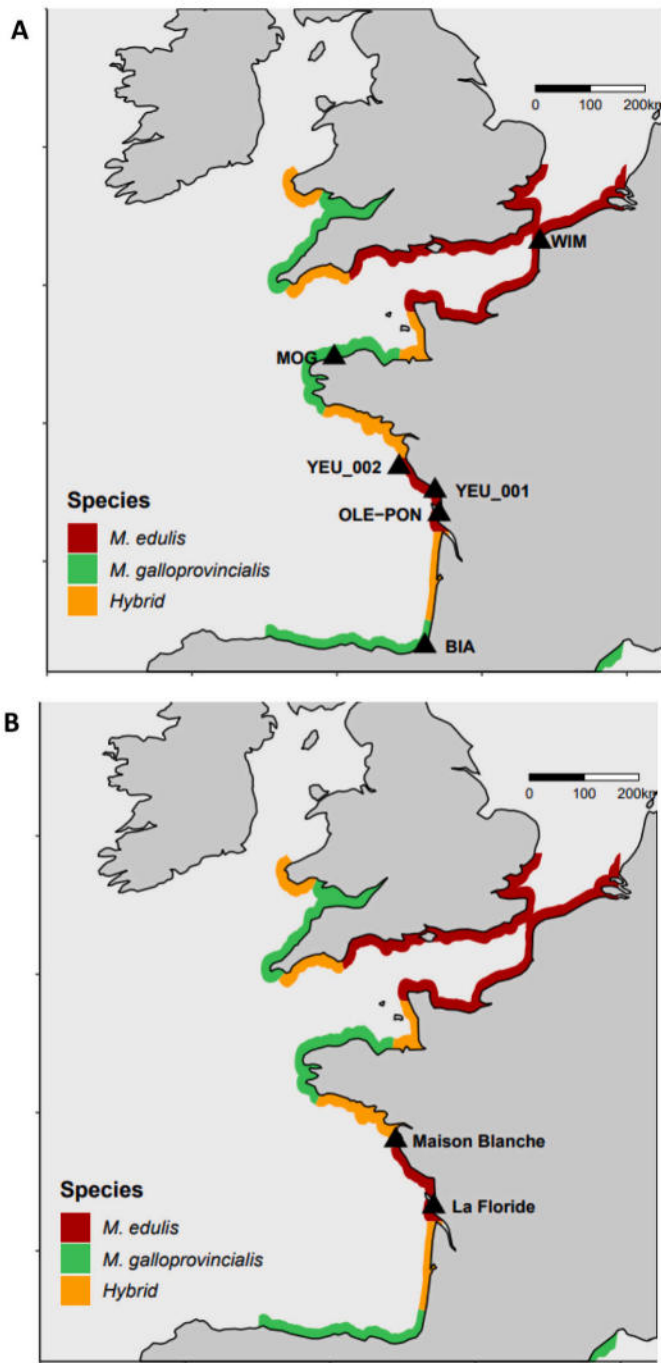 A
0 100 200km
WIM
MOG
YEU_002
YEU_001
OLE-PON
Species
M. edulis
M. galloprovincialis
Hybrid
BIA
B
0 100 200km
Maison Blanche
La Floride
Species
M. edulis
M. galloprovincialis
Hybrid